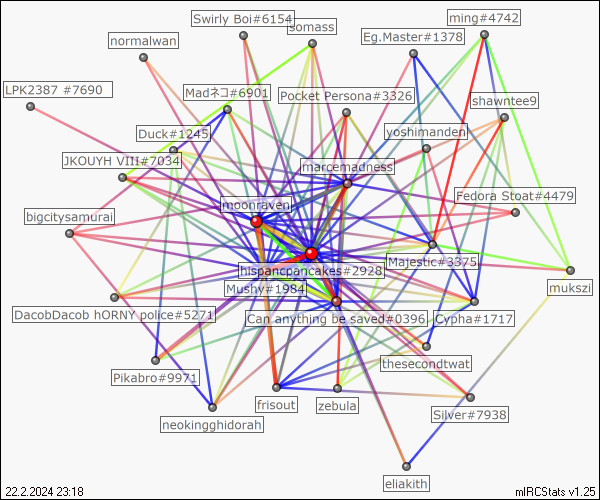 Swirly Boi#6154
ming#4742
somass
normalwan
Eg.Master#1378
LPK2387 #7690
Madネコ#6901
Pocket Persona#3326
shawntee9
Duck#1245
yoshimanden
JKOUYH VIII#7034
marcemadness
Fedora Stoat#4479
moonraven
bigcitysamurai
Majestic#3375
hispancpancakes#2928
mukszi
Mushy#1984
DacobDacob hORNY police#5271
Can anything be saved#0396
Cypha#1717
thesecondtwat
Pikabro#9971
frisout
zebula
Silver#7938
neokingghidorah
eliakith
22.2.2024 23:18
mIRCStats v1.25